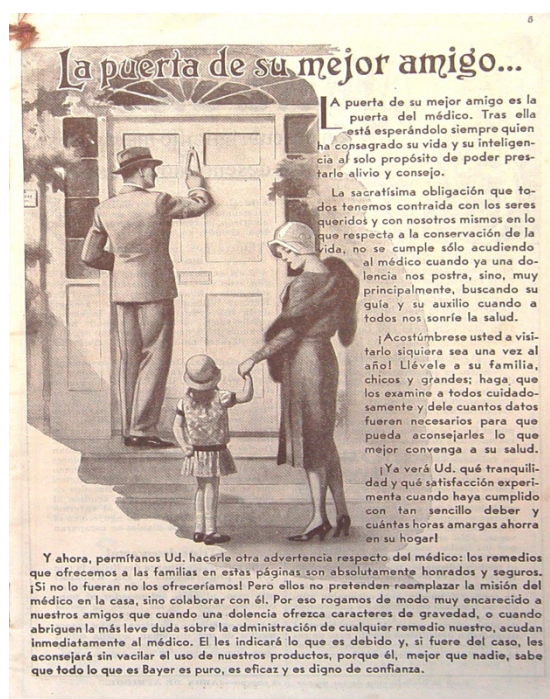 5
La puerta de su mejor amigo...
LA puerta de su mejor amigo es la
puerta del médico. Tras ella
está esperándolo siempre quien
ha consagrado su vida y su inteligen-
cia al solo propósito de poder pres-
tarle alivio y consejo.
La sacratísima obligación que to-
dos tenemos contraida con los seres
queridos y con nosotros mismos en lo
que respecta a la conservación de la
vida, no se cumple sólo acudiendo
al médico cuando ya una do-
lencia nos postra, sino, muy
principalmente, buscando su
guía y su auxilio cuando a
todos nos sonríe la salud.
¡Acostúmbrese usted a visi-
tarlo siquiera sea una vez al
año! Llévele a su familia,
chicos y grandes; haga que
los examine a todos cuidado-
samente y dele cuantos datos
fueren necesarios para que
pueda aconsejarles lo que
mejor convenga a su salud.
¡Ya verá Ud. qué tranquili-
dad y qué satisfacción experi-
menta cuando haya cumplido
con tan sencillo deber y
cuántas horas amargas ahorra
en su hogar!
Y ahora, permítanos Ud. hacerle otra advertencia respecto del médico: los remedios
que ofrecemos a las familias en estas páginas son absolutamente honrados y seguros.
¡Si no lo fueran no los ofreceríamos! Pero ellos no pretenden reemplazar la misión del
médico en la casa, sino colaborar con él. Por eso rogamos de modo muy encarecido a
nuestros amigos que cuando una dolencia ofrezca caracteres de gravedad, o cuando
abriguen la más leve duda sobre la administración de cualquier remedio nuestro, acudan
inmediatamente al médico. El les indicará lo que es debido y, si fuere del caso, les
aconsejará sin vacilar el uso de nuestros productos, porque él, mejor que nadie, sabe
que todo lo que es Bayer es puro, es eficaz y es digno de confianza.